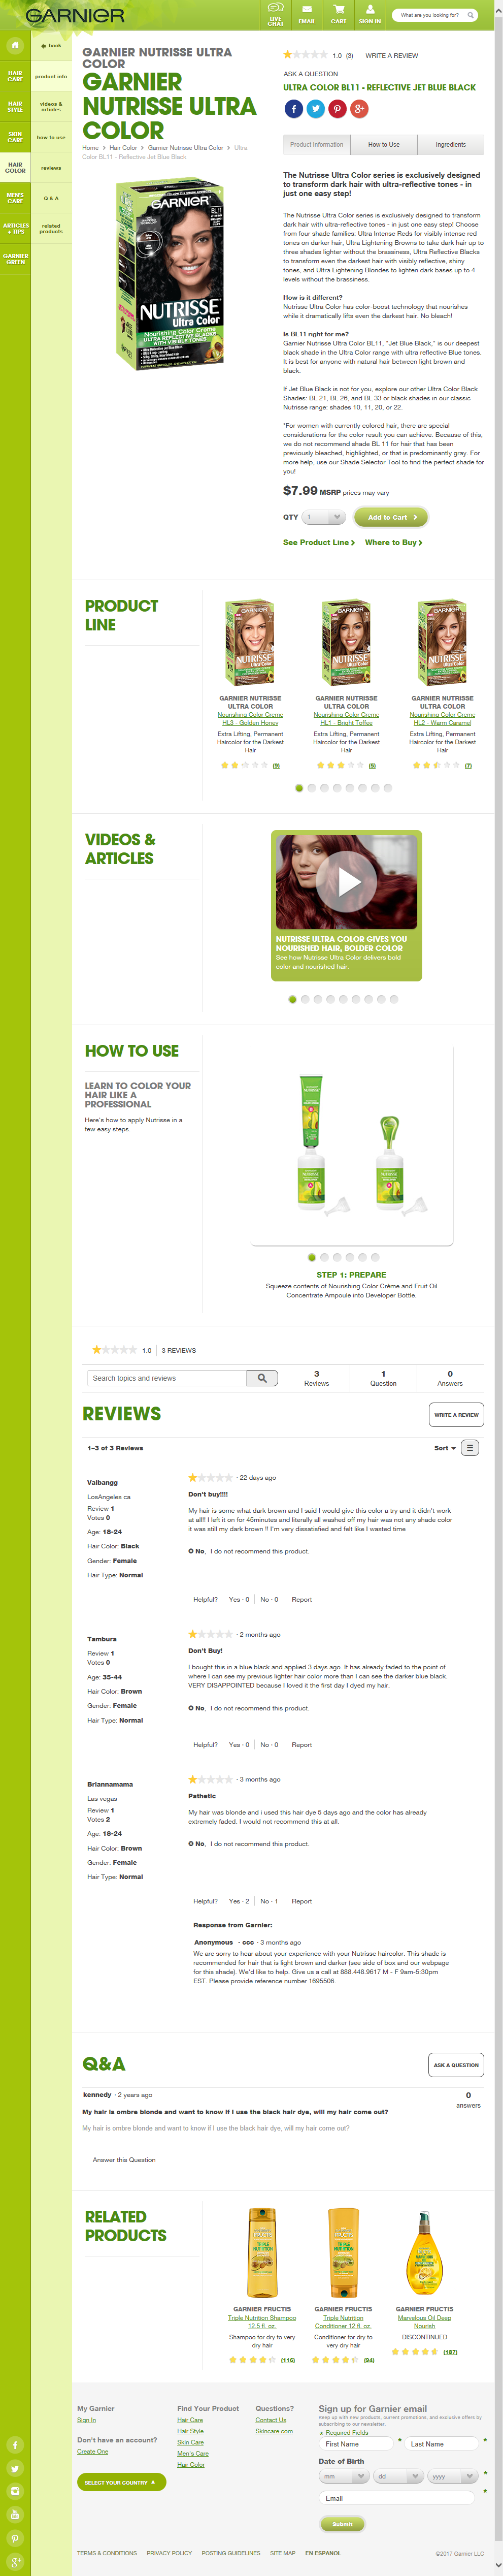 GARNIER
LIVE CHAT
EMAIL
CART
SIGN IN
What are you looking for?
HAIR CARE
HAIR STYLE
SKIN CARE
HAIR COLOR
MEN'S CARE
ARTICLES + TIPS
GARNIER GREEN
back
product info
videos & articles
how to use
reviews
Q & A
related products
GARNIER NUTRISSE ULTRA
COLOR
GARNIER
NUTRISSE ULTRA
COLOR
Home > Hair Color > Garnier Nutrisse Ultra Color > Ultra
Color BL11 - Reflective Jet Blue Black
1.0 (3) WRITE A REVIEW
ASK A QUESTION
ULTRA COLOR BL11 - REFLECTIVE JET BLUE BLACK
Product Information
How to Use
Ingredients
The Nutrisse Ultra Color series is exclusively designed
to transform dark hair with ultra-reflective tones - in
just one easy step!
The Nutrisse Ultra Color series is exclusively designed to transform
dark hair with ultra-reflective tones - in just one easy step! Choose
from four shade families: Ultra Intense Reds for visibly intense red
tones on darker hair, Ultra Lightening Browns to take dark hair up to
three shades lighter without the brassiness, Ultra Reflective Blacks
to transform even the darkest hair with visibly reflective, shiny
tones, and Ultra Lightening Blondes to lighten dark bases up to 4
levels without the brassiness.
How is it different?
Nutrisse Ultra Color has color-boost technology that nourishes
while it dramatically lifts even the darkest hair. No bleach!
Is BL11 right for me?
Garnier Nutrisse Ultra Color BL11, "Jet Blue Black," is our deepest
black shade in the Ultra Color range with ultra reflective blue tones.
It is best for anyone with natural hair between light brown and
black.
If Jet Blue Black is not for you, explore our other Ultra Color Black
Shades: BL 21, BL 26, and BL 33 or black shades in our classic
Nutrisse range: shades 10, 11, 20, or 22.
*For women with currently colored hair, there are special
considerations for the color result you can achieve. Because of this,
we do not recommend shade BL 11 for hair that has been
previously bleached, highlighted, or that is predominantly gray. For
more help, use our Shade Selector Tool to find the perfect shade for
you!
$7.99 MSRP prices may vary
QTY 1 Add to Cart >
See Product Line > Where to Buy >
GARNIER
BL11
NUTRISSE
Ultra Color
Nourishing Color Creme
ULTRA REFLECTIVE BLACKS
WITH VISIBLE TONES
PRODUCT
LINE
GARNIER NUTRISSE
ULTRA COLOR
Nourishing Color Creme
HL3 - Golden Honey
Extra Lifting, Permanent
Haircolor for the Darkest
Hair
(9)
GARNIER NUTRISSE
ULTRA COLOR
Nourishing Color Creme
HL1 - Bright Toffee
Extra Lifting, Permanent
Haircolor for the Darkest
Hair
(5)
GARNIER NUTRISSE
ULTRA COLOR
Nourishing Color Creme
HL2 - Warm Caramel
Extra Lifting, Permanent
Haircolor for the Darkest
Hair
(7)
VIDEOS &
ARTICLES
NUTRISSE ULTRA COLOR GIVES YOU
NOURISHED HAIR, BOLDER COLOR
See how Nutrisse Ultra Color delivers bold
color and nourished hair.
HOW TO USE
LEARN TO COLOR YOUR
HAIR LIKE A
PROFESSIONAL
Here's how to apply Nutrisse in a
few easy steps.
STEP 1: PREPARE
Squeeze contents of Nourishing Color Crème and Fruit Oil
Concentrate Ampoule into Developer Bottle.
1.0 3 REVIEWS
Search topics and reviews
3
Reviews
1
Question
0
Answers
REVIEWS
WRITE A REVIEW
1–3 of 3 Reviews
Sort
Valbangg
LosAngeles ca
Review 1
Votes 0
Age: 18-24
Hair Color: Black
Gender: Female
Hair Type: Normal
· 22 days ago
Don't buy!!!!
My hair is some what dark brown and I said I would give this color a try and it didn't work
at all!! I left it on for 45minutes and literally all washed off my hair was not any shade color
it was still my dark brown !! I'm very dissatisfied and felt like I wasted time
No, I do not recommend this product.
Helpful? Yes · 0 No · 0 Report
Tambura
Review 1
Votes 0
Age: 35-44
Hair Color: Brown
Gender: Female
Hair Type: Normal
· 2 months ago
Don't Buy!
I bought this in a blue black and applied 3 days ago. It has already faded to the point of
where I can see my previous lighter hair color more than I can see the darker blue black.
VERY DISAPPOINTED because I loved it the first day I dyed my hair.
No, I do not recommend this product.
Helpful? Yes · 0 No · 0 Report
Briannamama
Las vegas
Review 1
Votes 2
Age: 18-24
Hair Color: Brown
Gender: Female
Hair Type: Normal
· 3 months ago
Pathetic
My hair was blonde and i used this hair dye 5 days ago and the color has already
extremely faded. I would not recommend this at all.
No, I do not recommend this product.
Helpful? Yes · 2 No · 1 Report
Response from Garnier:
Anonymous - ccc · 3 months ago
We are sorry to hear about your experience with your Nutrisse haircolor. This shade is
recommended for hair that is light brown and darker (see side of box and our webpage
for this shade). We'd like to help. Give us a call at 888.448.9617 M - F 9am-5:30pm
EST. Please provide reference number 1695506.
Q&A
ASK A QUESTION
kennedy · 2 years ago
My hair is ombre blonde and want to know if I use the black hair dye, will my hair come out?
My hair is ombre blonde and want to know if I use the black hair dye, will my hair come out?
0
answers
Answer this Question
RELATED
PRODUCTS
GARNIER FRUCTIS
Triple Nutrition Shampoo
12.5 fl. oz.
Shampoo for dry to very
dry hair
(115)
GARNIER FRUCTIS
Triple Nutrition
Conditioner 12 fl. oz.
Conditioner for dry to
very dry hair
(94)
GARNIER FRUCTIS
Marvelous Oil Deep
Nourish
DISCONTINUED
(187)
My Garnier
Sign In
Don't have an account?
Create One
SELECT YOUR COUNTRY
Find Your Product
Hair Care
Hair Style
Skin Care
Men's Care
Hair Color
Questions?
Contact Us
Skincare.com
Sign up for Garnier email
Keep up with new products, current promotions, and exclusive offers by
subscribing to our newsletter.
* Required Fields
First Name * Last Name *
Date of Birth
mm dd yyyy *
Email *
Submit
TERMS & CONDITIONS PRIVACY POLICY POSTING GUIDELINES SITE MAP EN ESPAÑOL
©2017 Garnier LLC